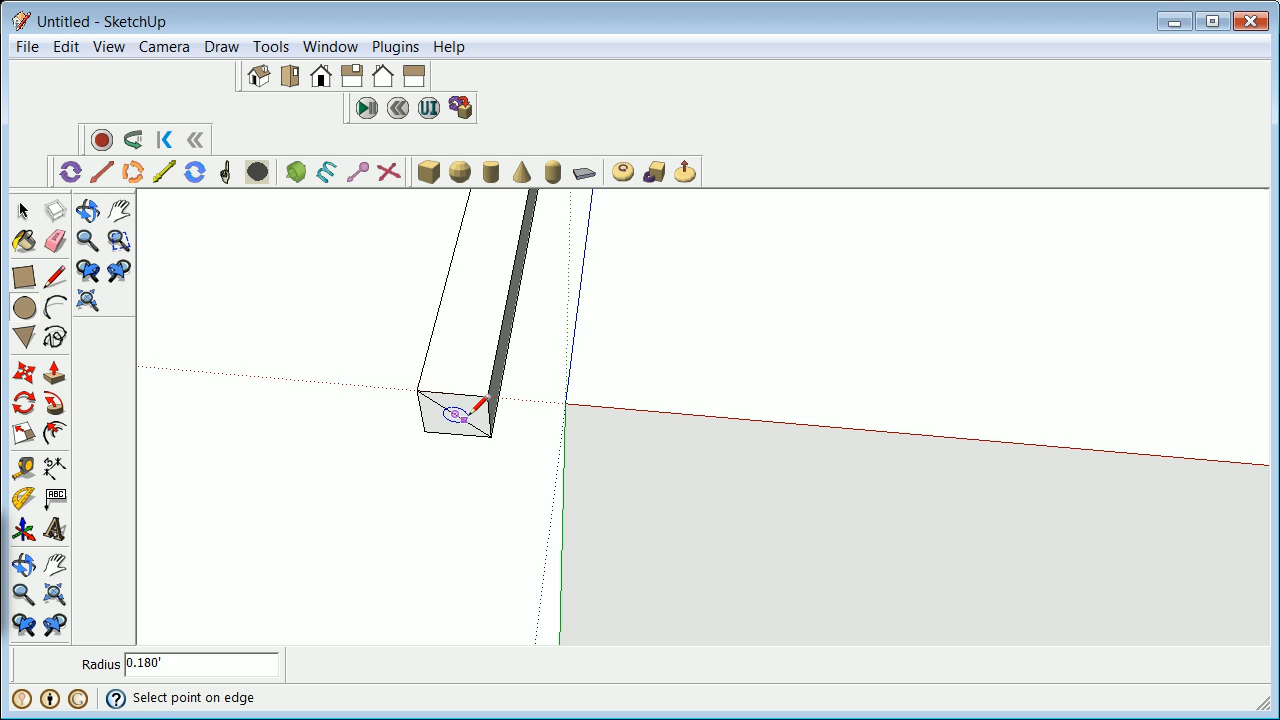 Untitled - SketchUp
File Edit View Camera Draw Tools Window Plugins Help
UI
ABC
A
Radius 0.180'
Select point on edge